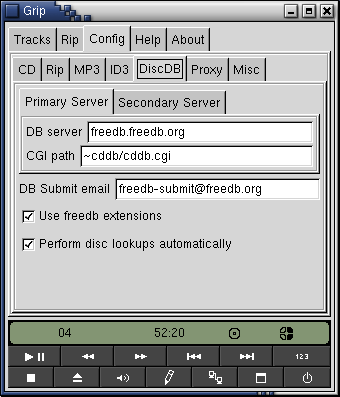 Grip
Tracks Rip Config Help About
CD Rip MP3 ID3 DiscDB Proxy Misc
Primary Server Secondary Server
DB server freedb.freedb.org
CGI path ~cddb/cddb.cgi
DB Submit email freedb-submit@freedb.org
Use freedb extensions
Perform disc lookups automatically
04 52:20
123